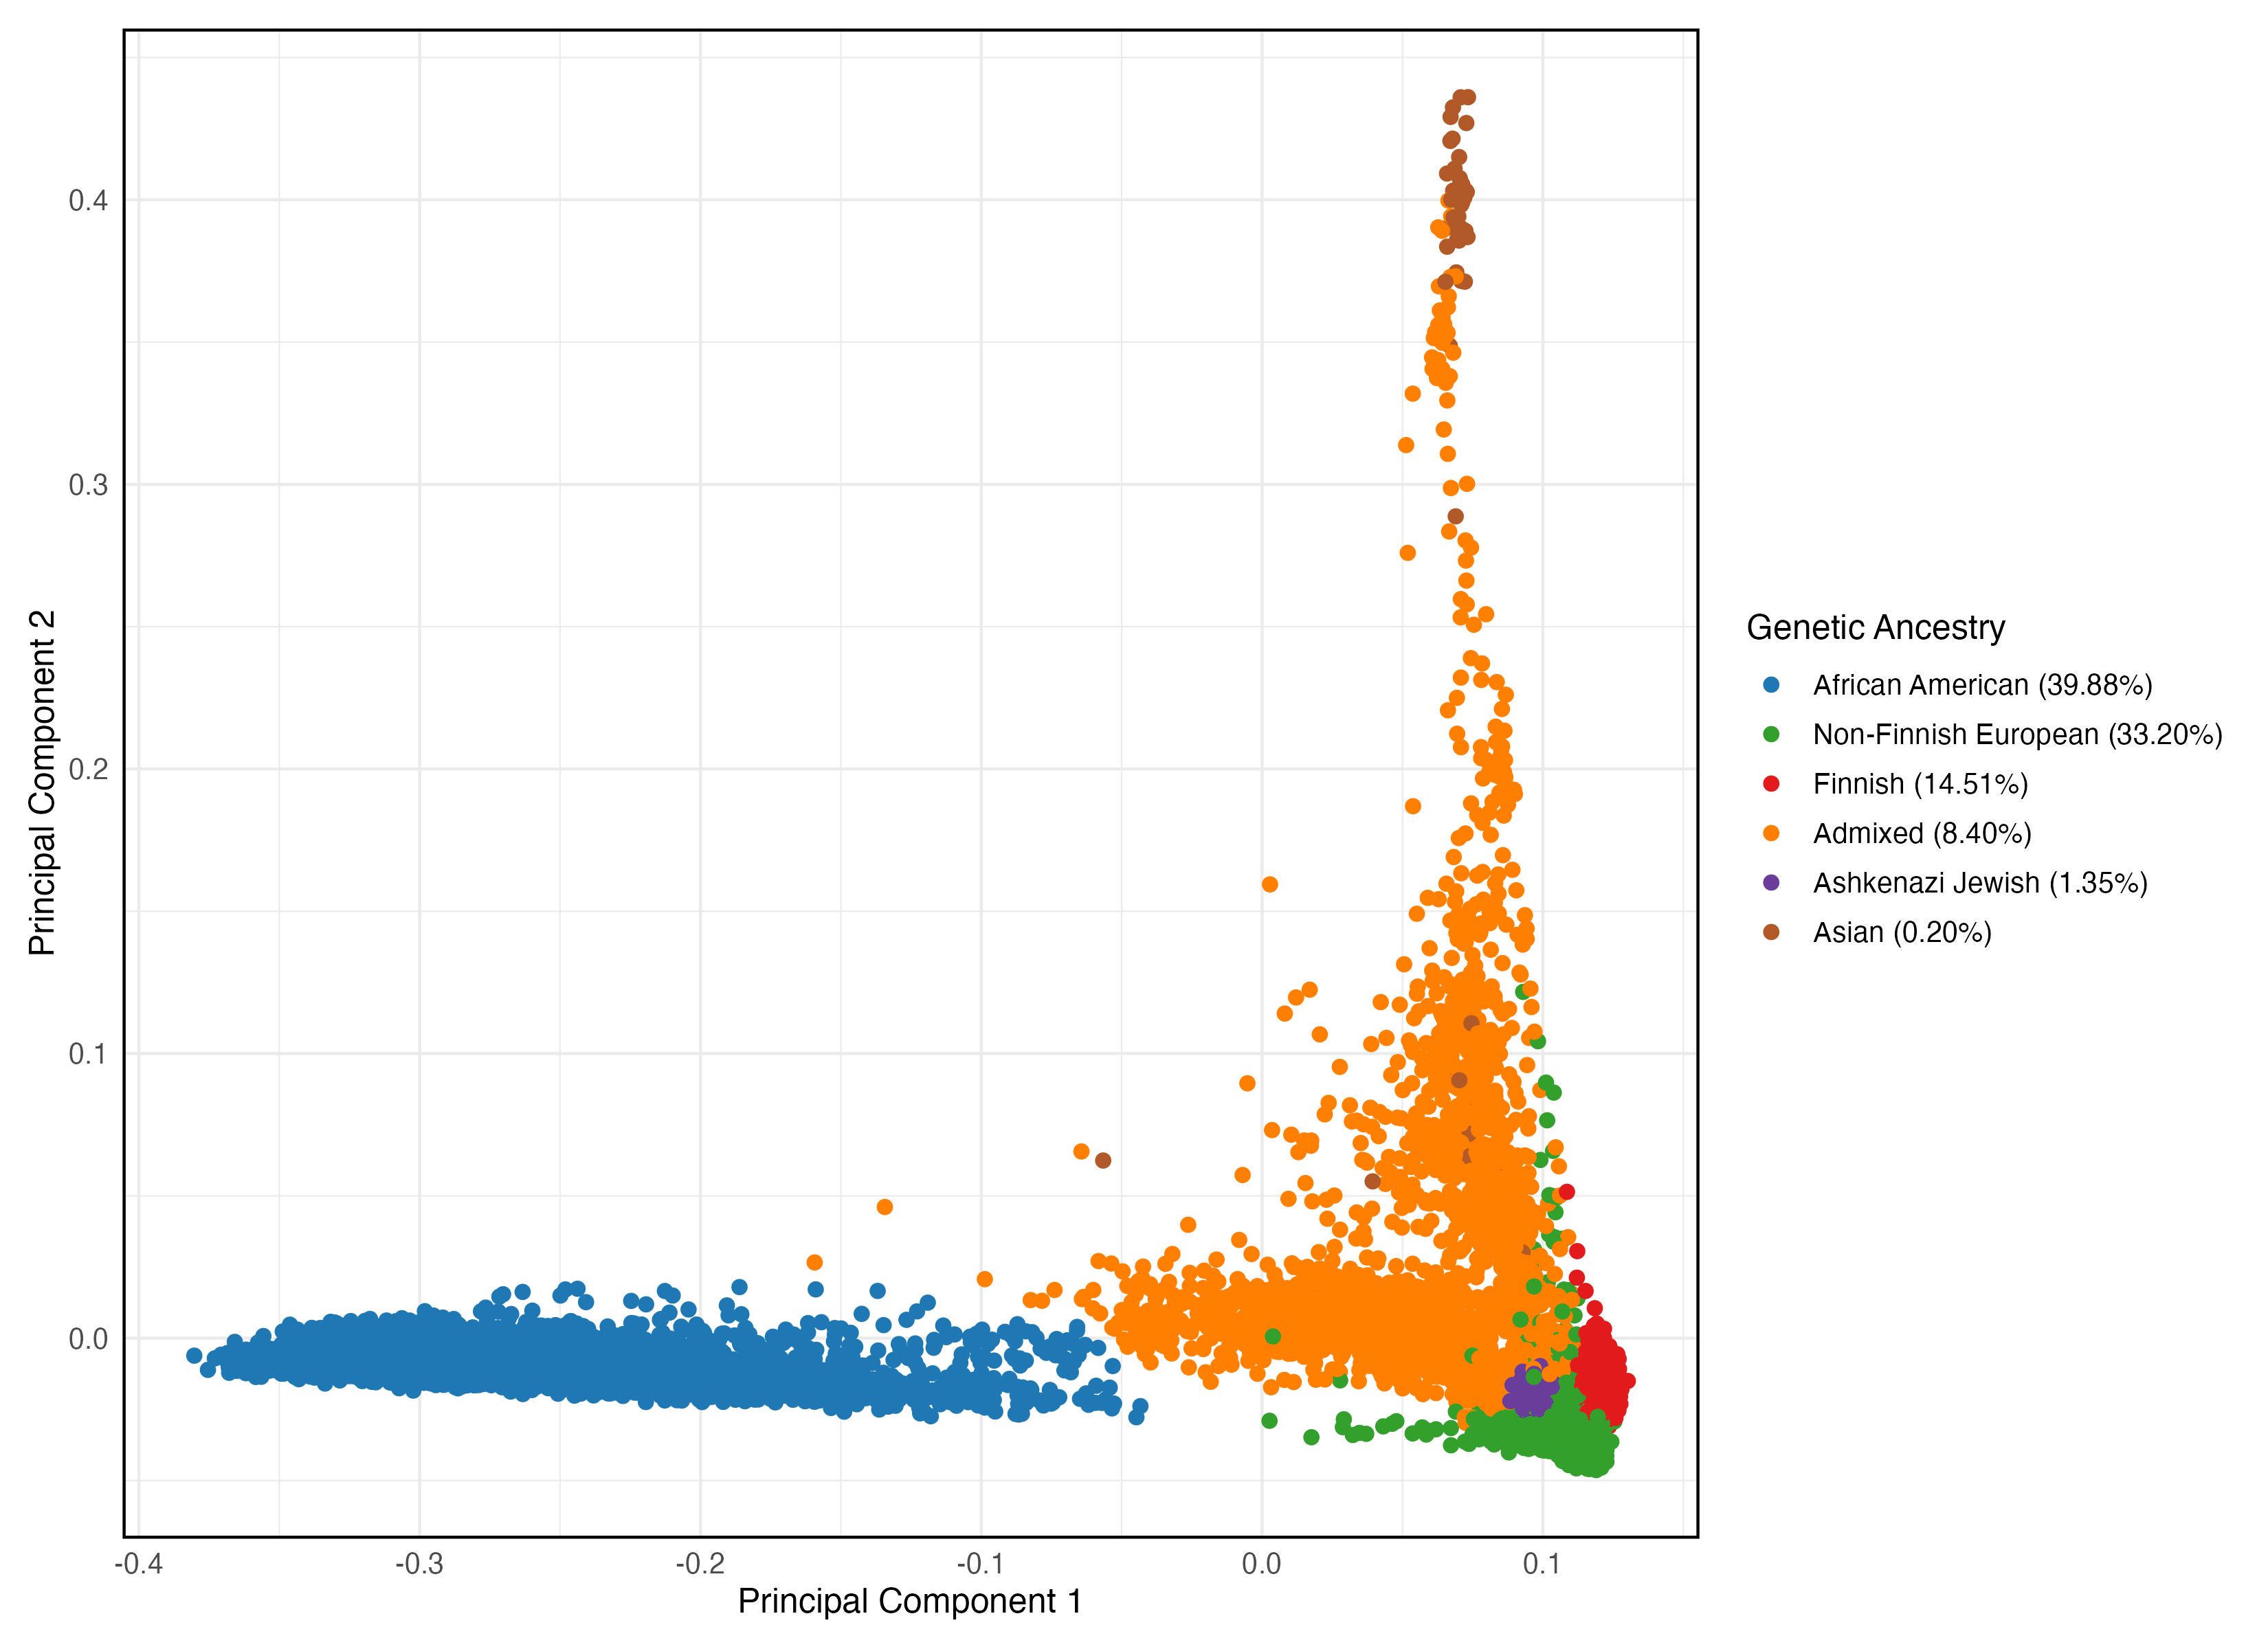 0.4
0.3
0.2
0.1
0.0
Principal Component 2
-0.4 -0.3 -0.2 -0.1 0.0 0.1
Principal Component 1
Genetic Ancestry
African American (39.88%)
Non-Finnish European (33.20%)
Finnish (14.51%)
Admixed (8.40%)
Ashkenazi Jewish (1.35%)
Asian (0.20%)